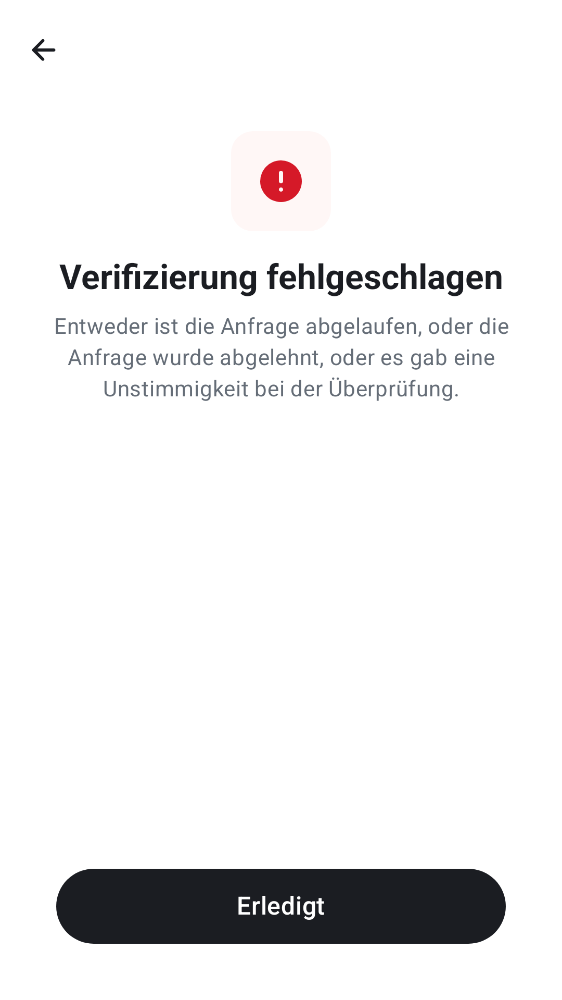 Verifizierung fehlgeschlagen
Entweder ist die Anfrage abgelaufen, oder die
Anfrage wurde abgelehnt, oder es gab eine
Unstimmigkeit bei der Überprüfung.
Erledigt